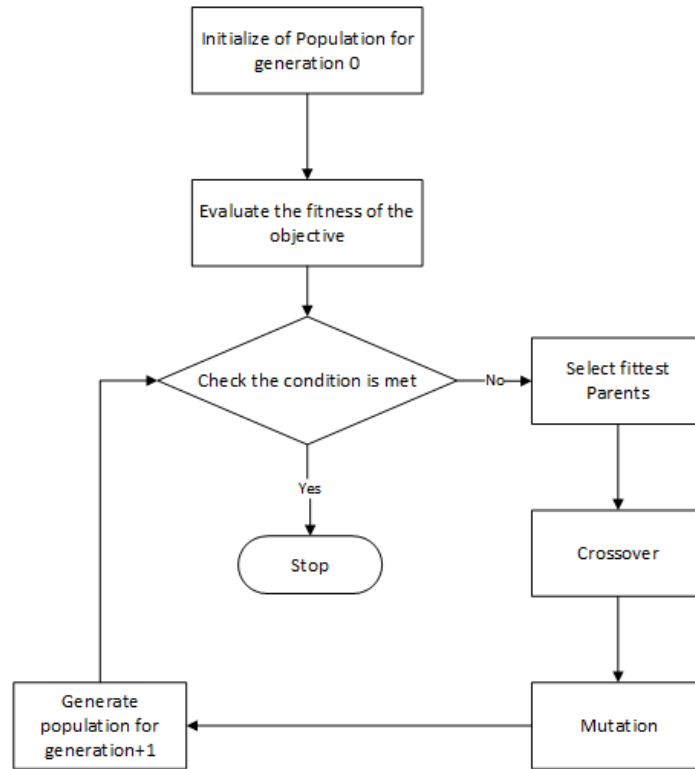 Initialize of Population for
generation 0
Evaluate the fitness of the
objective
Check the condition is met
No
Select fittest
Parents
Yes
Stop
Crossover
Generate
population for
generation+1
Mutation